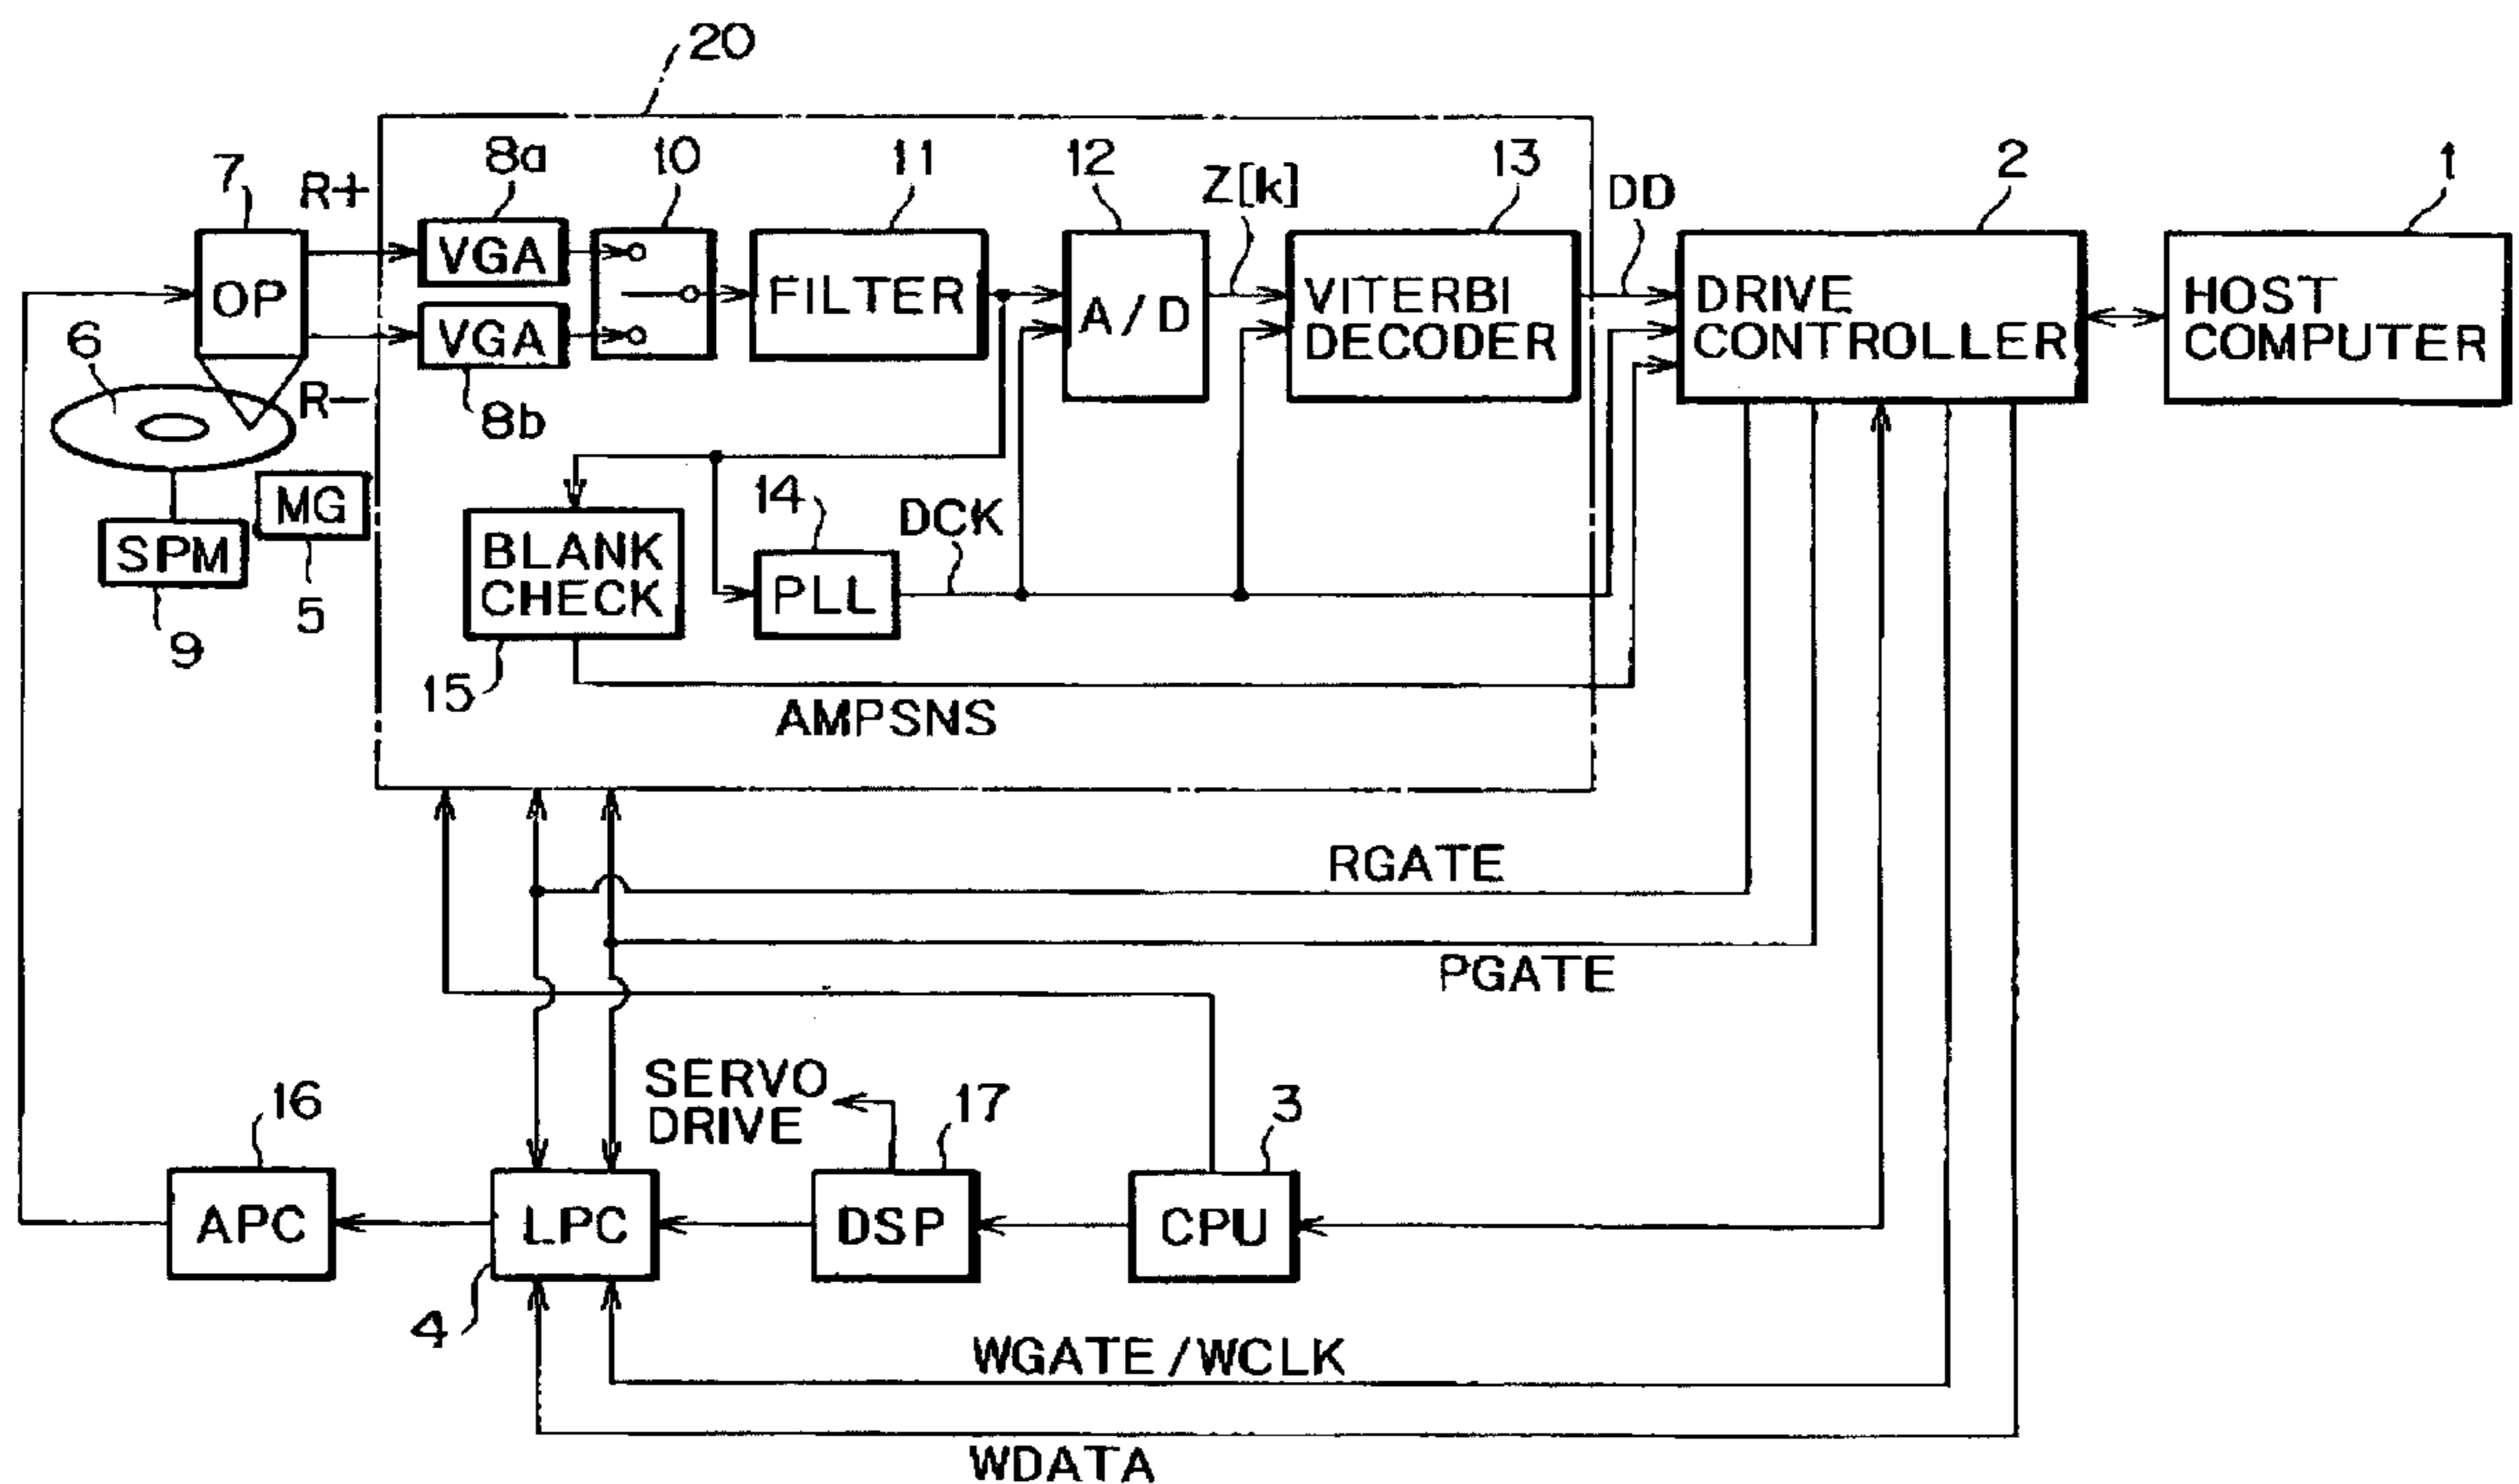 20
7
R+
8a
10
11
12
Z[k]
13
DD
2
1
OP
VGA
VGA
FILTER
A/D
VITERBI
DECODER
DRIVE
CONTROLLER
HOST
COMPUTER
6
R−
8b
MG
SPM
5
9
BLANK
CHECK
14
PLL
DCK
15
AMPSNS
RGATE
PGATE
SERVO
DRIVE
16
17
3
APC
LPC
DSP
CPU
4
WGATE/WCLK
WDATA